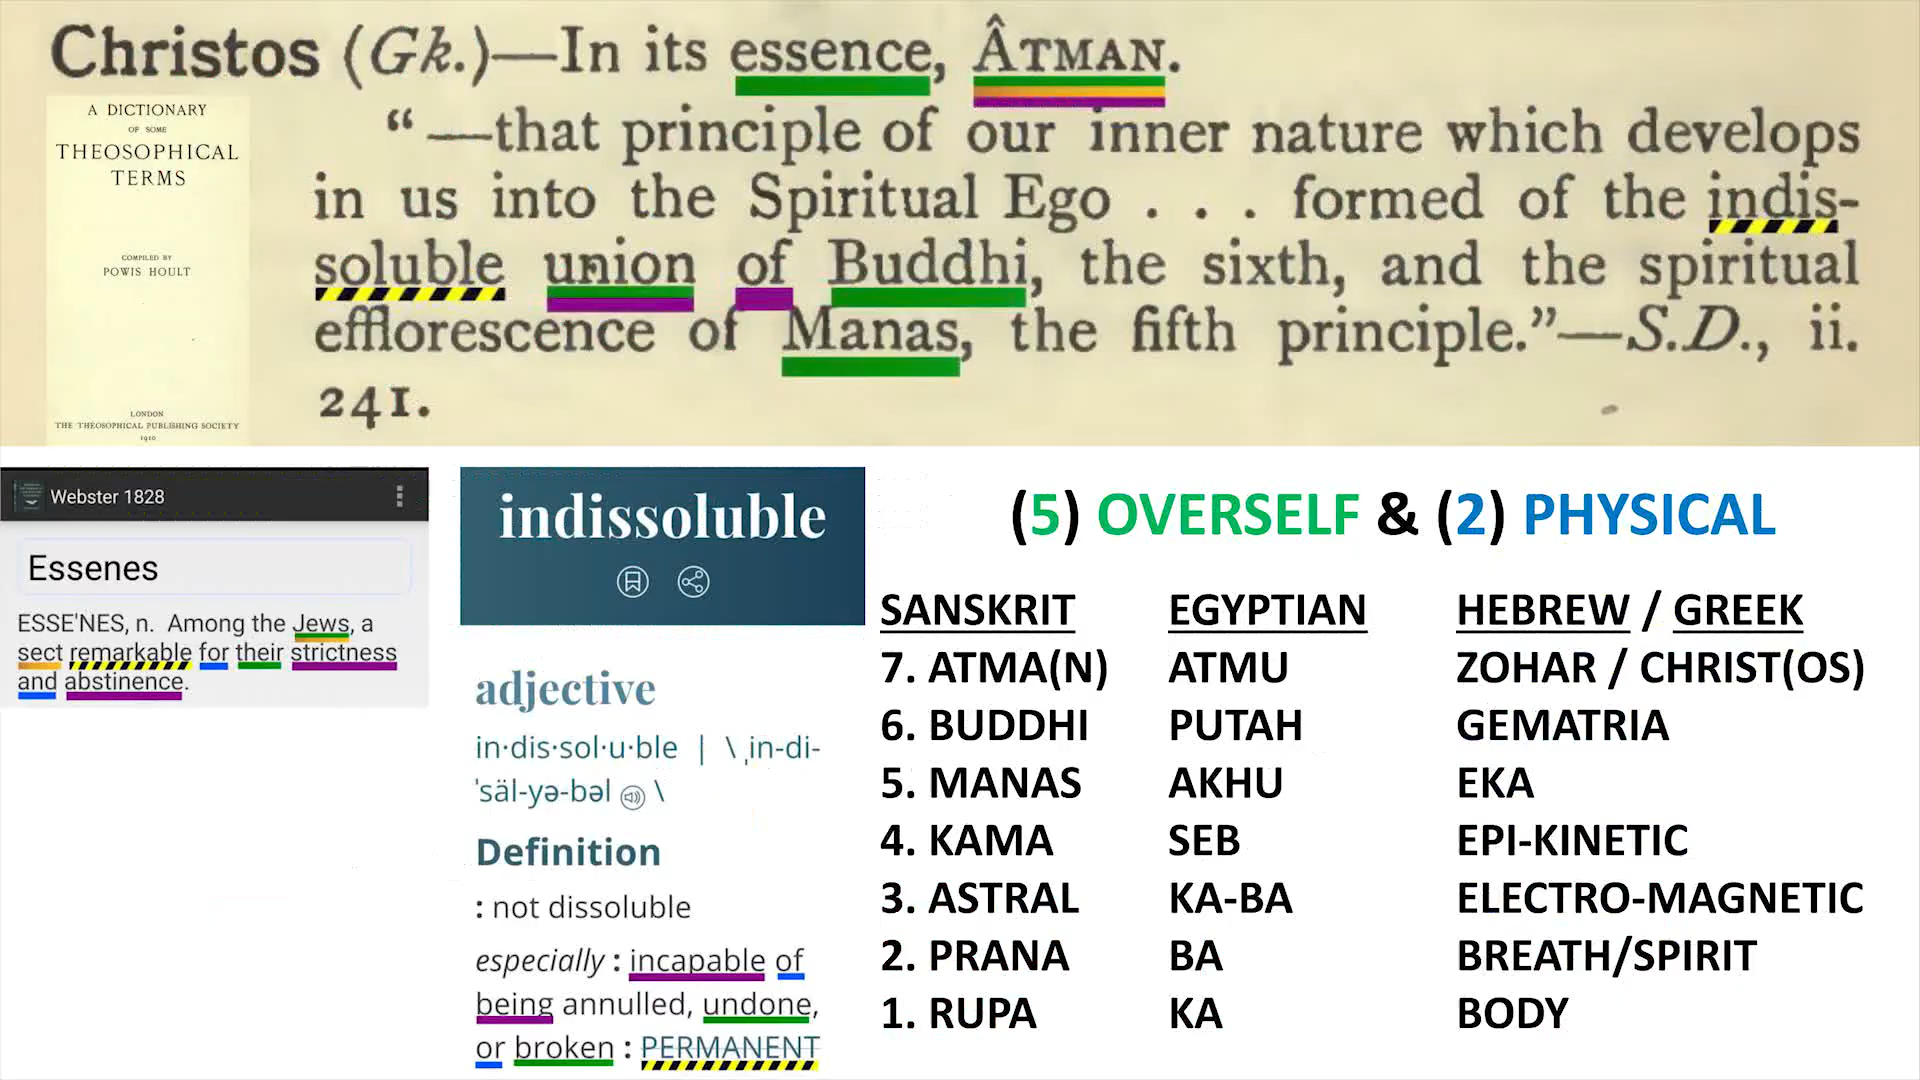 Christos (Gk.)—In its essence, ÂTMAN.
“—that principle of our inner nature which develops
in us into the Spiritual Ego . . . formed of the indis-
soluble union of Buddhi, the sixth, and the spiritual
efflorescence of Manas, the fifth principle.”—S.D., ii.
241.
A DICTIONARY
OF SOME
THEOSOPHICAL
TERMS
COMPILED BY
POWIS HOULT
LONDON
THE THEOSOPHICAL PUBLISHING SOCIETY
1910
Webster 1828
Essenes
ESSE'NES, n. Among the Jews, a
sect remarkable for their strictness
and abstinence.
indissoluble
adjective
in·dis·sol·u·ble | \ ˌin-di-
ˈsäl-yə-bəl \
Definition
: not dissoluble
especially : incapable of
being annulled, undone,
or broken : PERMANENT
(5) OVERSELF & (2) PHYSICAL
SANSKRIT EGYPTIAN HEBREW / GREEK
7. ATMA(N) ATMU ZOHAR / CHRIST(OS)
6. BUDDHI PUTAH GEMATRIA
5. MANAS AKHU EKA
4. KAMA SEB EPI-KINETIC
3. ASTRAL KA-BA ELECTRO-MAGNETIC
2. PRANA BA BREATH/SPIRIT
1. RUPA KA BODY